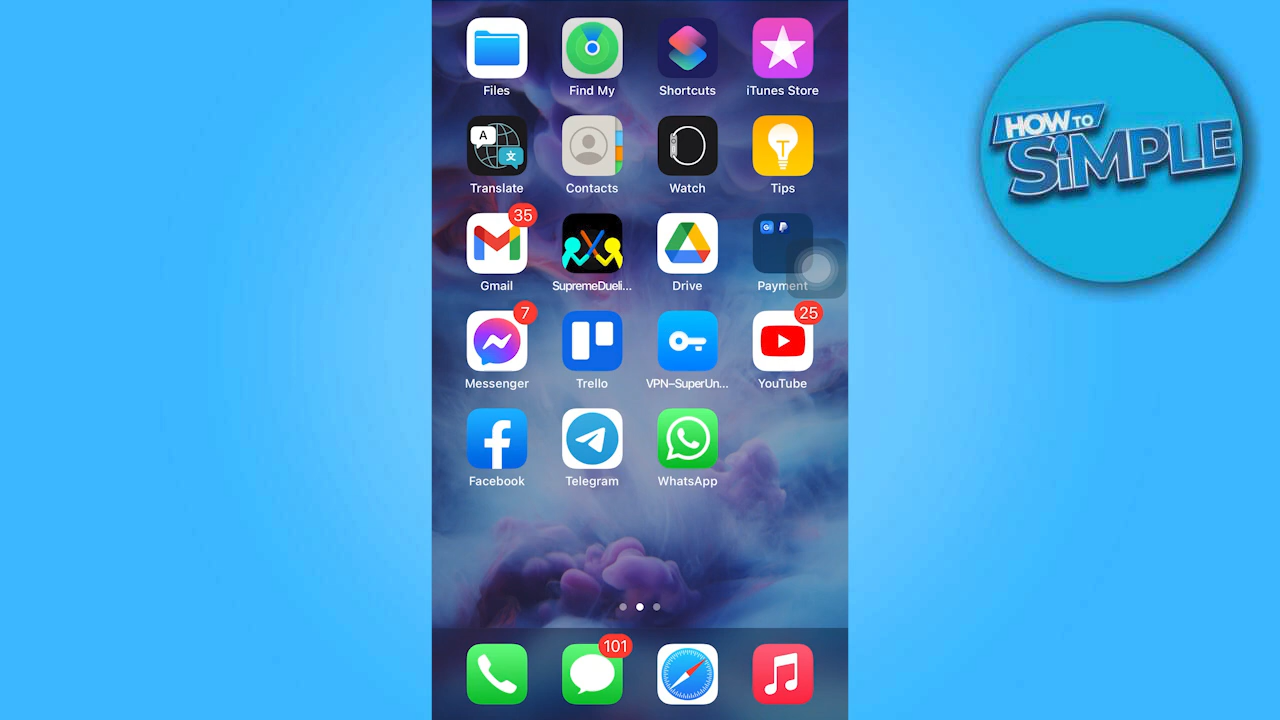 Files Find My Shortcuts iTunes Store
A 文
Translate Contacts Watch Tips
35
Gmail SupremeDueli... Drive Payment
7 25
Messenger Trello VPN–SuperUn... YouTube
Facebook Telegram WhatsApp
101
HOW TO
SiMPLE